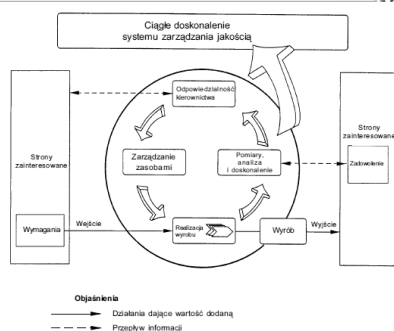 Ciągłe doskonalenie
systemu zarządzania jakością
Odpowiedzialność
kierownictwa
Strony
zainteresowane
Zarządzanie
zasobami
Pomiary,
analiza
i doskonalenie
Strony
zainteresowane
Zadowolenie
Wymagania
Wejście
Realizacja
wyrobu
Wyrób
Wyjście
Objaśnienia
Działania dające wartość dodaną
Przepływ informacji